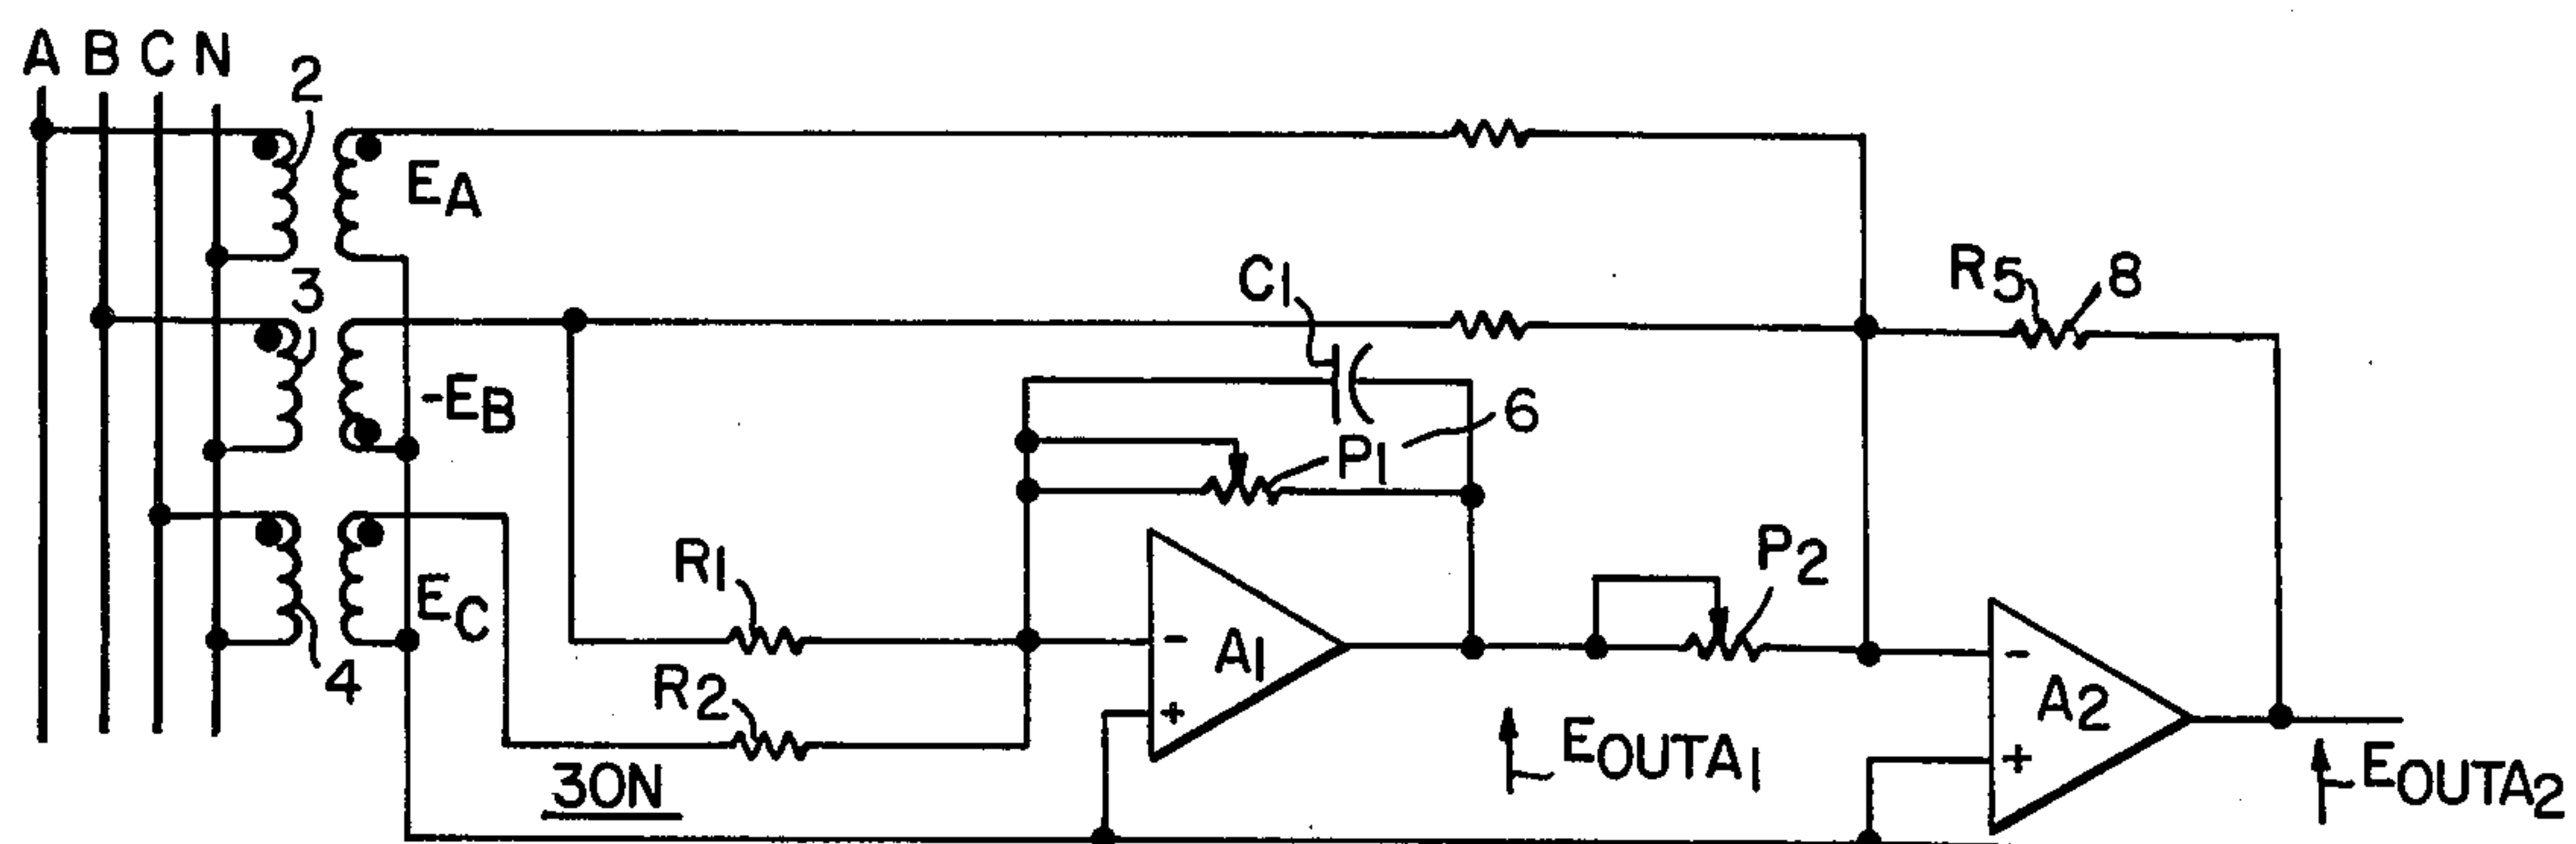 A B C N
2
EA
3
C1
R5 8
-EB
P1 6
R1
P2
EC
4
R2
- A1 +
- A2 +
30N
EOUTA1
EOUTA2